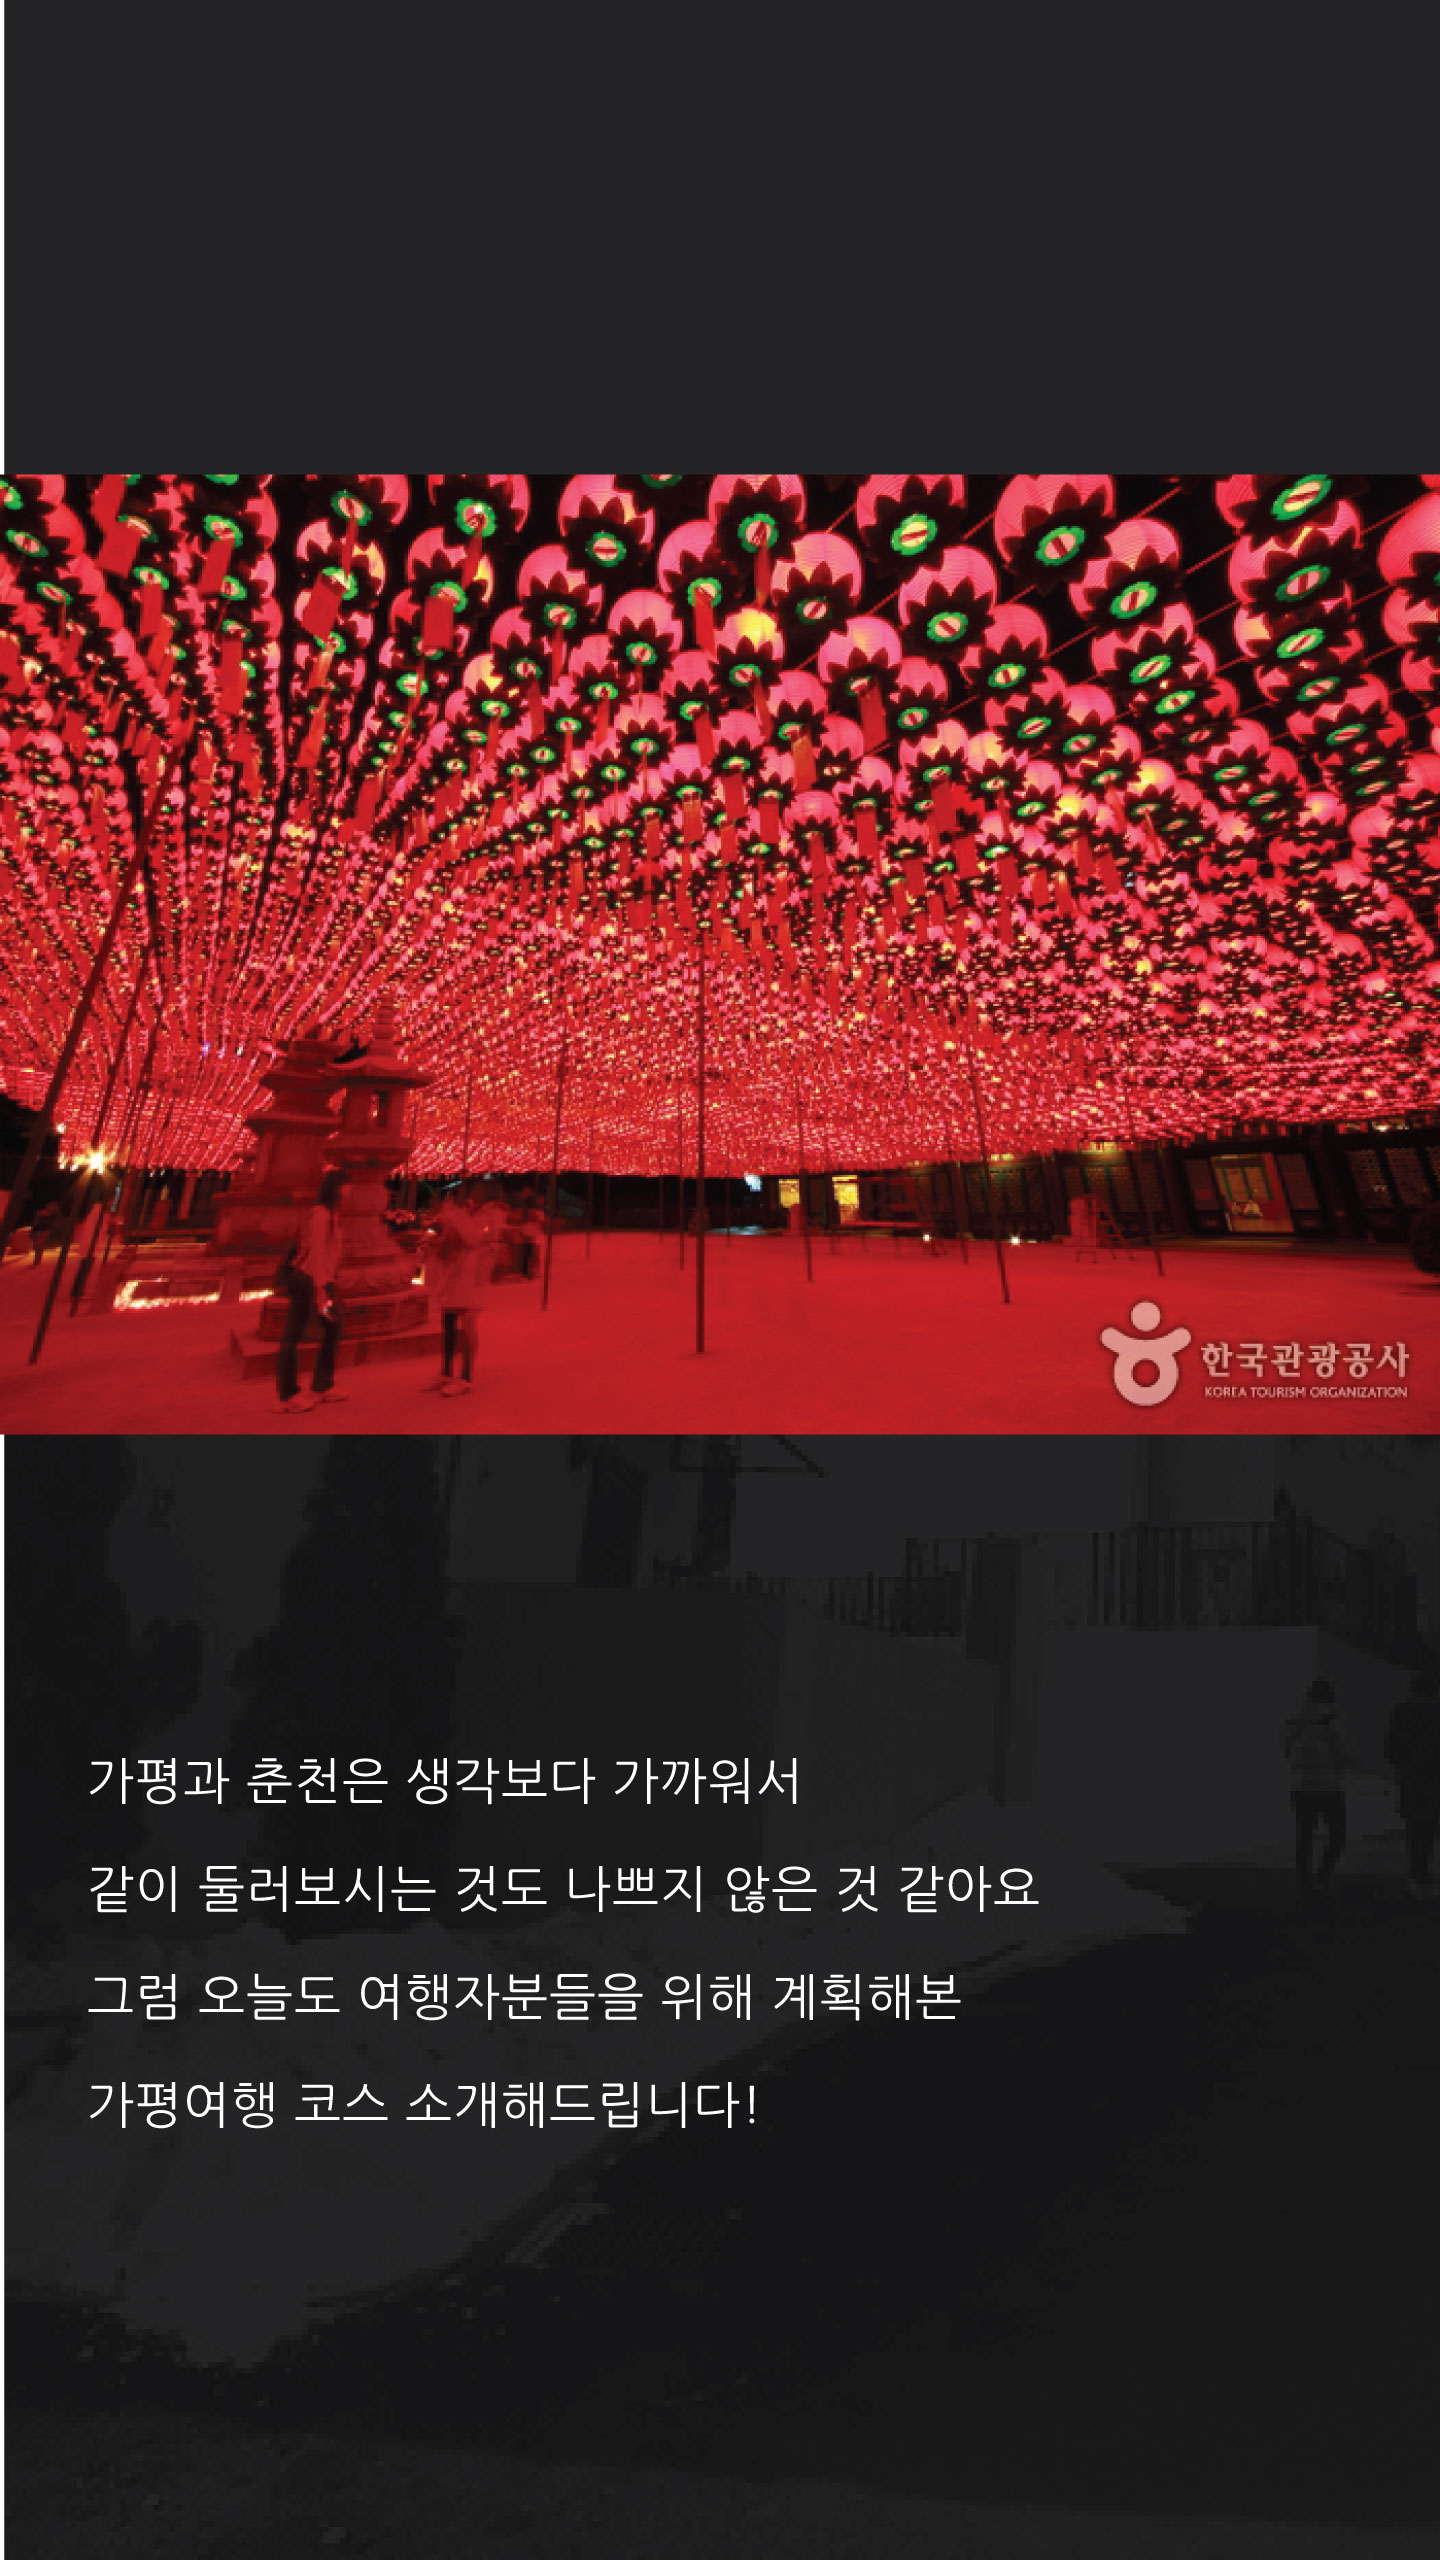 한국관광공사
KOREA TOURISM ORGANIZATION
가평과 춘천은 생각보다 가까워서
같이 둘러보시는 것도 나쁘지 않은 것 같아요
그럼 오늘도 여행자분들을 위해 계획해본
가평여행 코스 소개해드립니다!